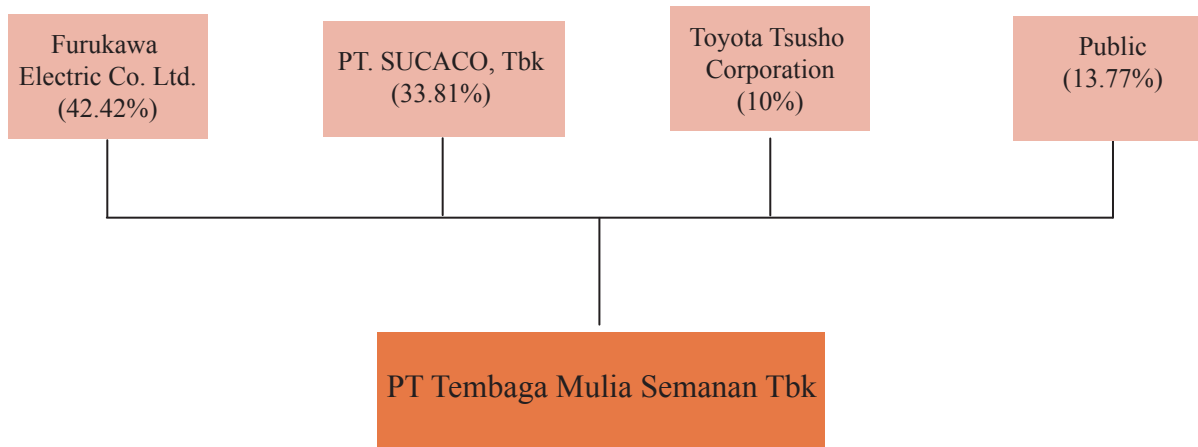 Furukawa
Electric Co. Ltd.
(42.42%)
PT. SUCACO, Tbk
(33.81%)
Toyota Tsusho
Corporation
(10%)
Public
(13.77%)
PT Tembaga Mulia Semanan Tbk